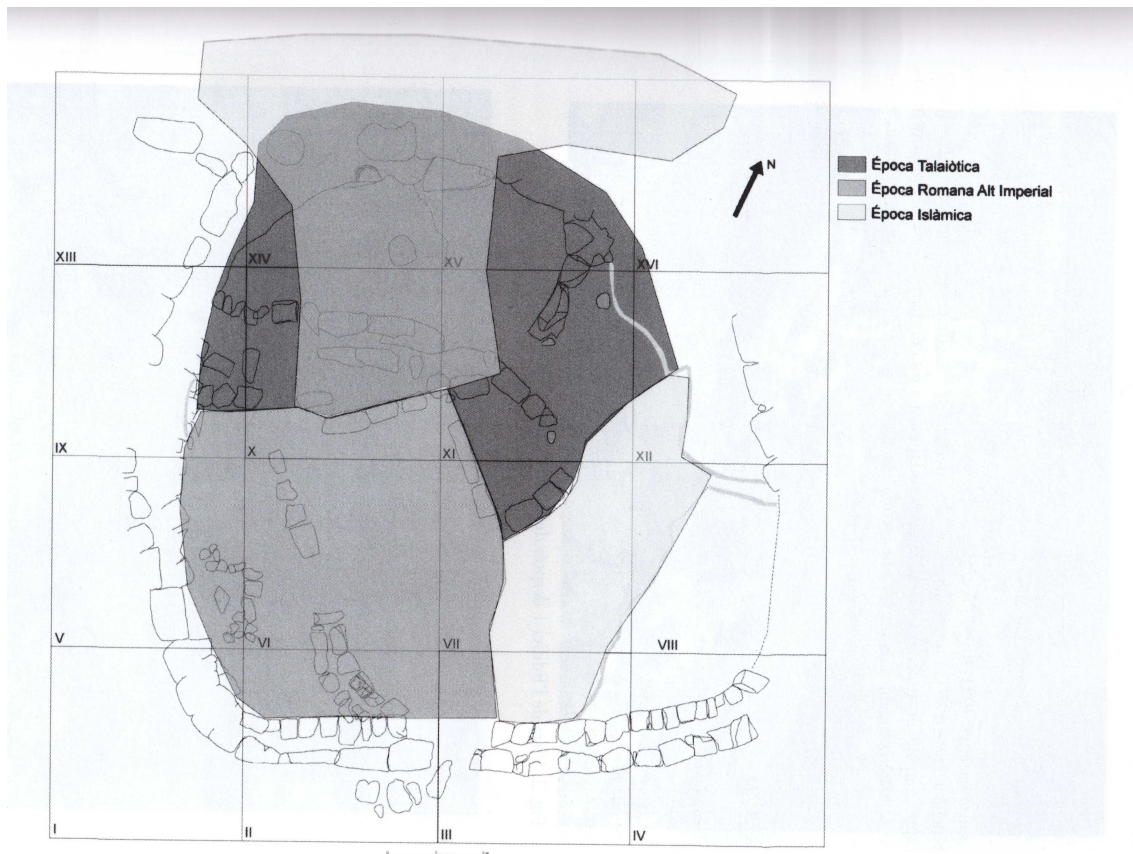 N
Època Talaiòtica
Època Romana Alt Imperial
Època Islàmica
XIII
XIV
XV
XVI
IX
X
XI
XII
V
VI
VII
VIII
I
II
III
IV